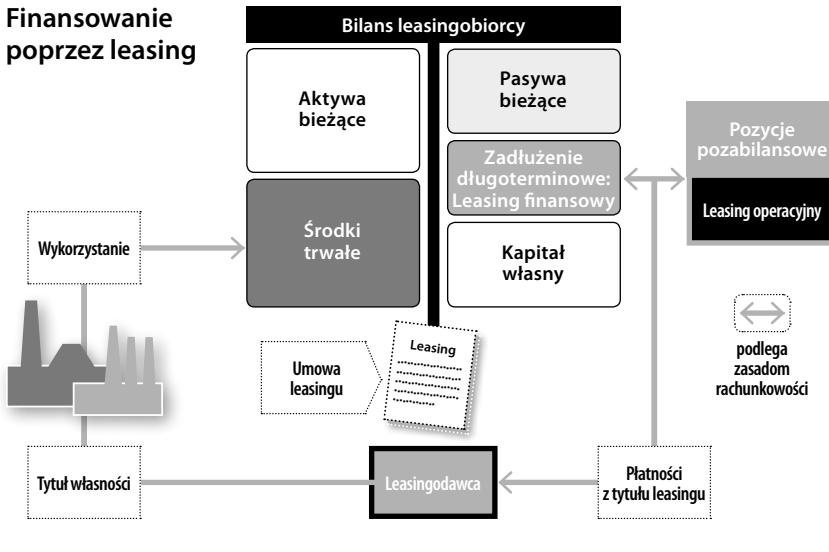 Finansowanie
poprzez leasing
Bilans leasingobiorcy
Aktywa
bieżące
Pasywa
bieżące
Zadłużenie
długoterminowe:
Leasing finansowy
Pozycje
pozabilansowe
Leasing operacyjny
Środki
trwałe
Kapitał
własny
Wykorzystanie
podlega
zasadom
rachunkowości
Umowa
leasingu
Leasing
Tytuł własności
Leasingodawca
Płatności
z tytułu leasingu